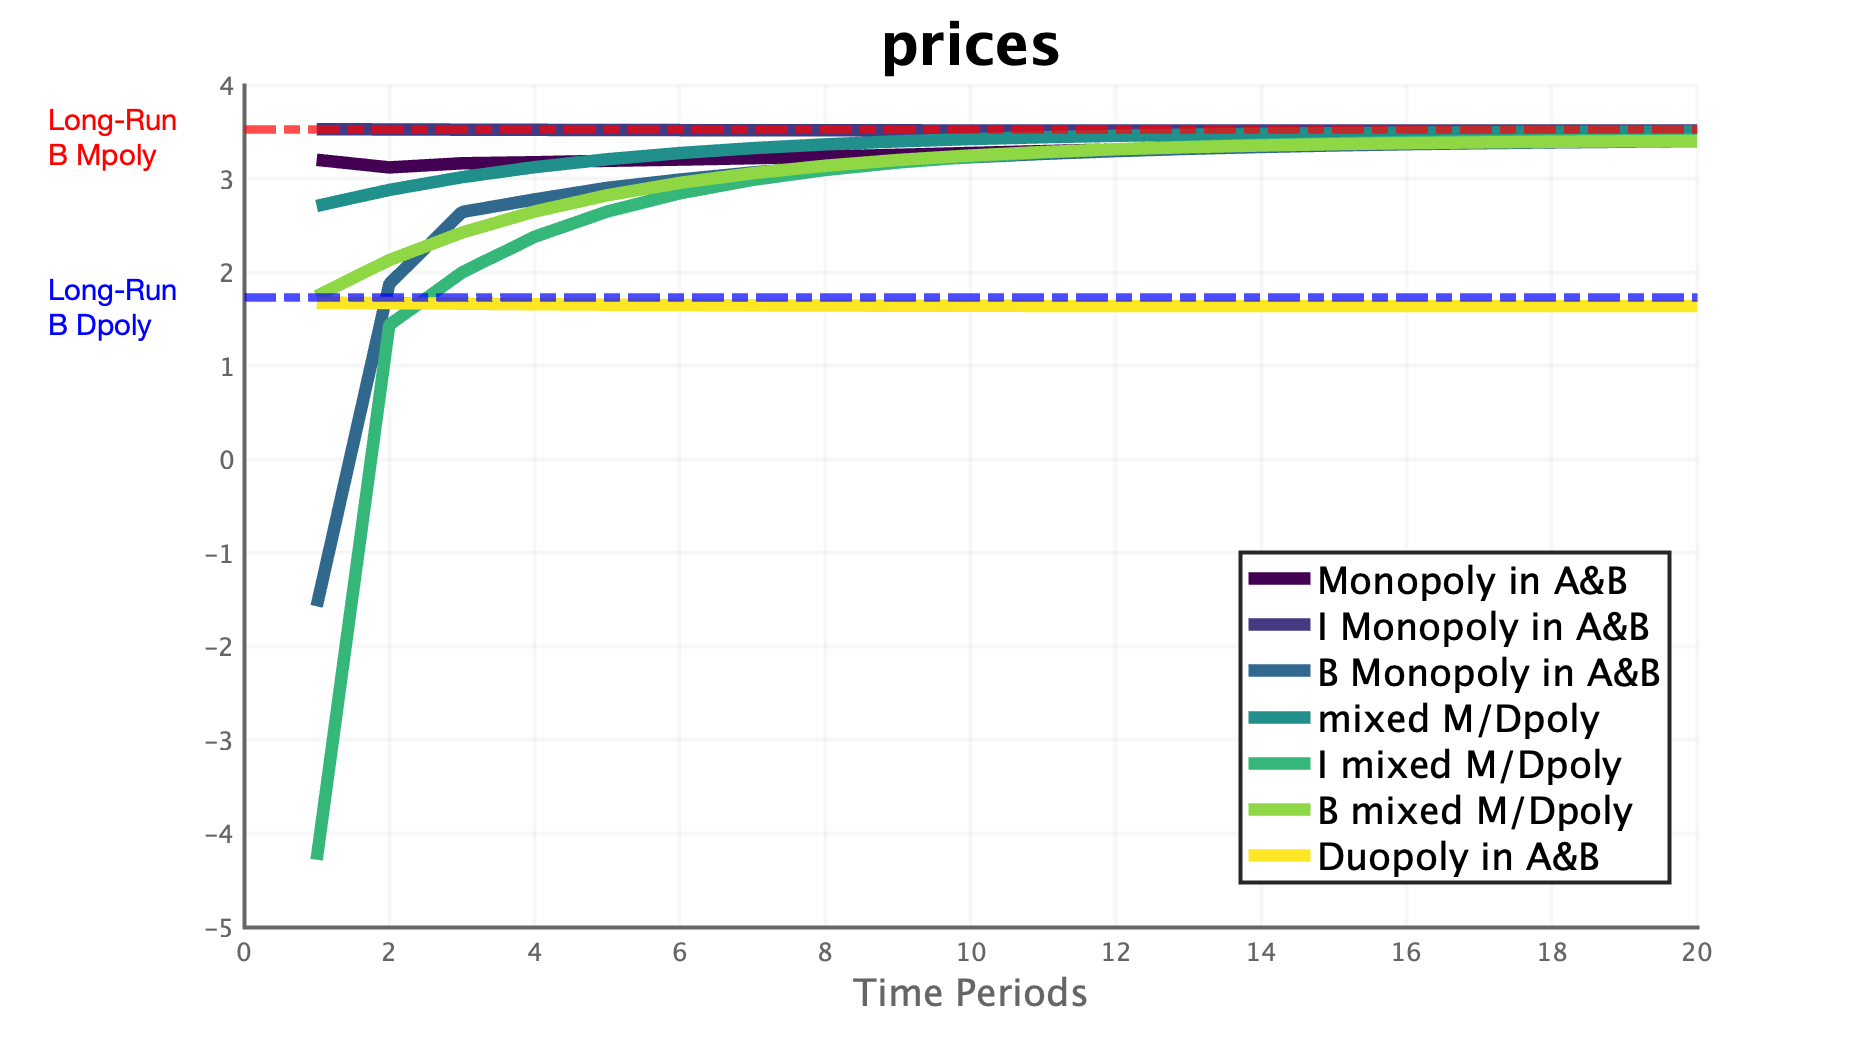 prices
Long-Run
B Mpoly
Long-Run
B Dpoly
4
3
2
1
0
−1
−2
−3
−4
−5
0 2 4 6 8 10 12 14 16 18 20
Time Periods
Monopoly in A&B
I Monopoly in A&B
B Monopoly in A&B
mixed M/Dpoly
I mixed M/Dpoly
B mixed M/Dpoly
Duopoly in A&B